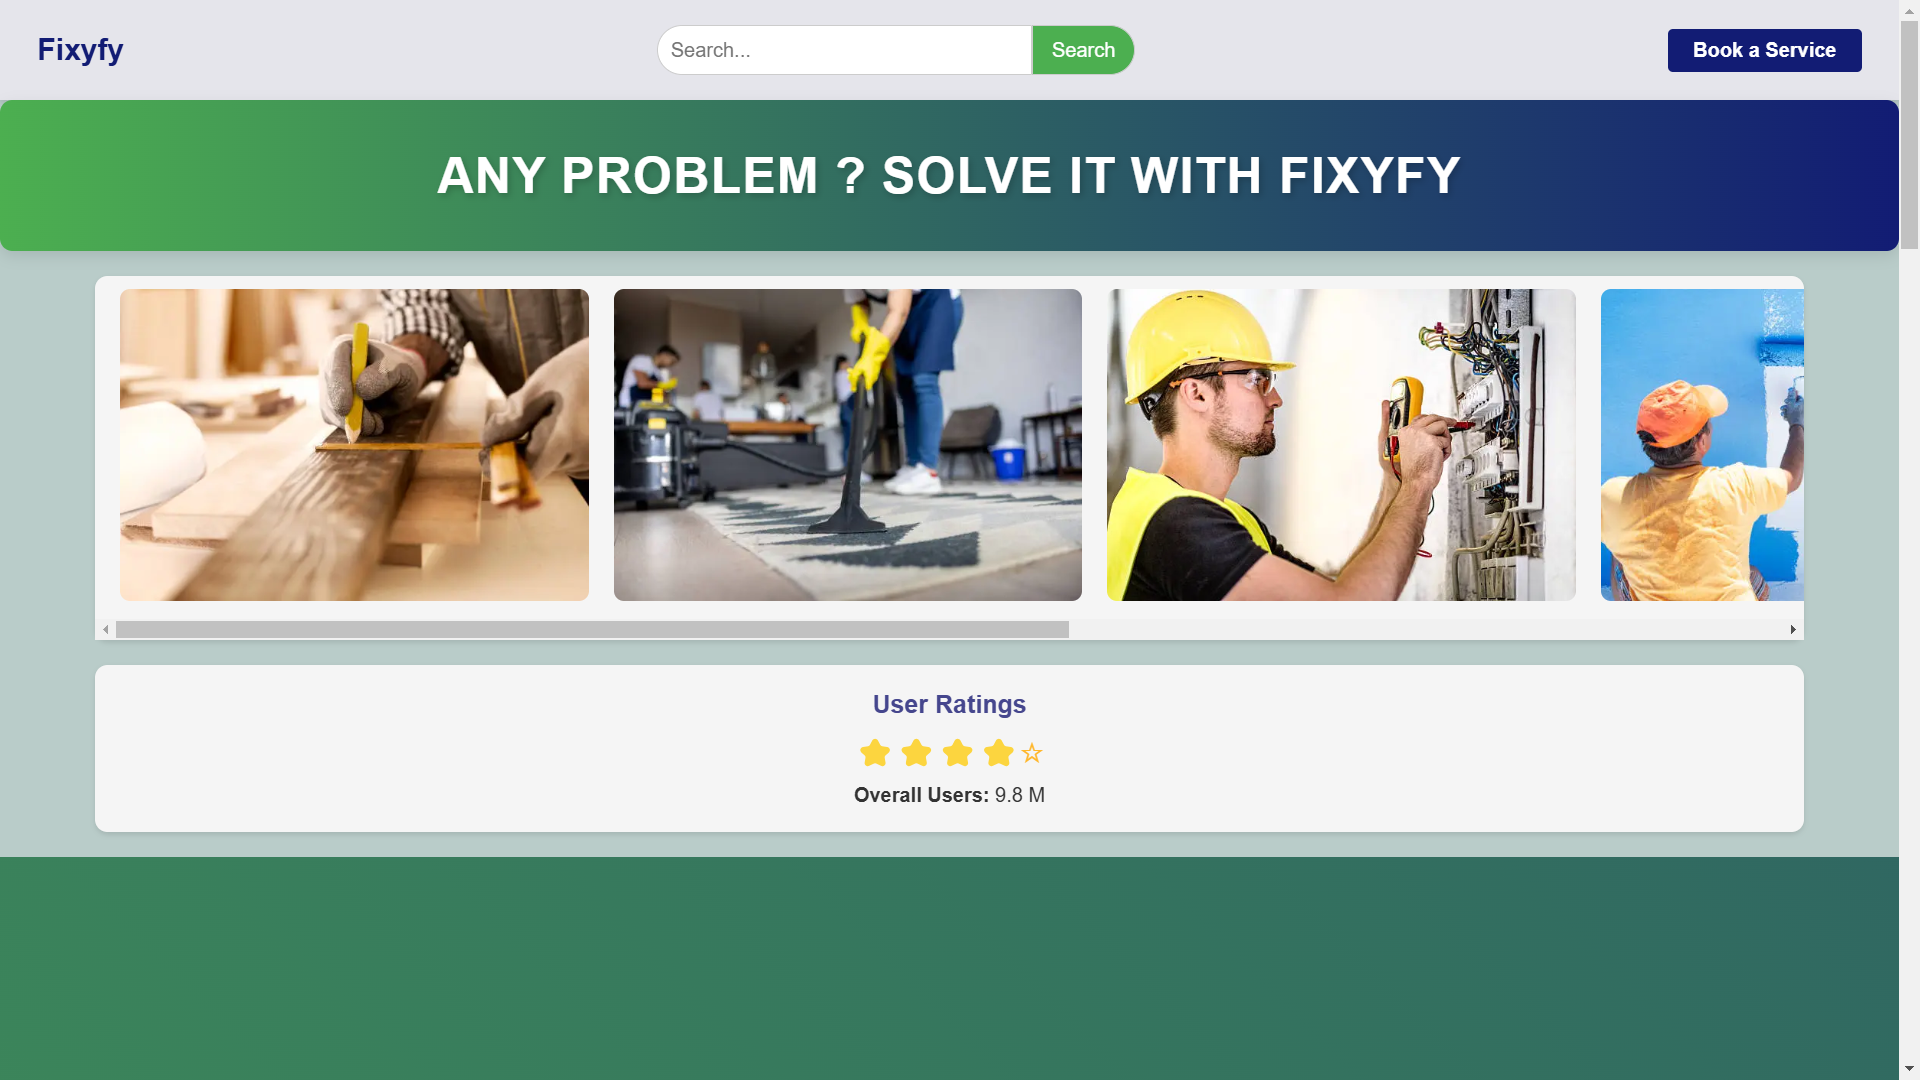 Fixyfy
Search...
Search
Book a Service
ANY PROBLEM ? SOLVE IT WITH FIXYFY
User Ratings
Overall Users: 9.8 M